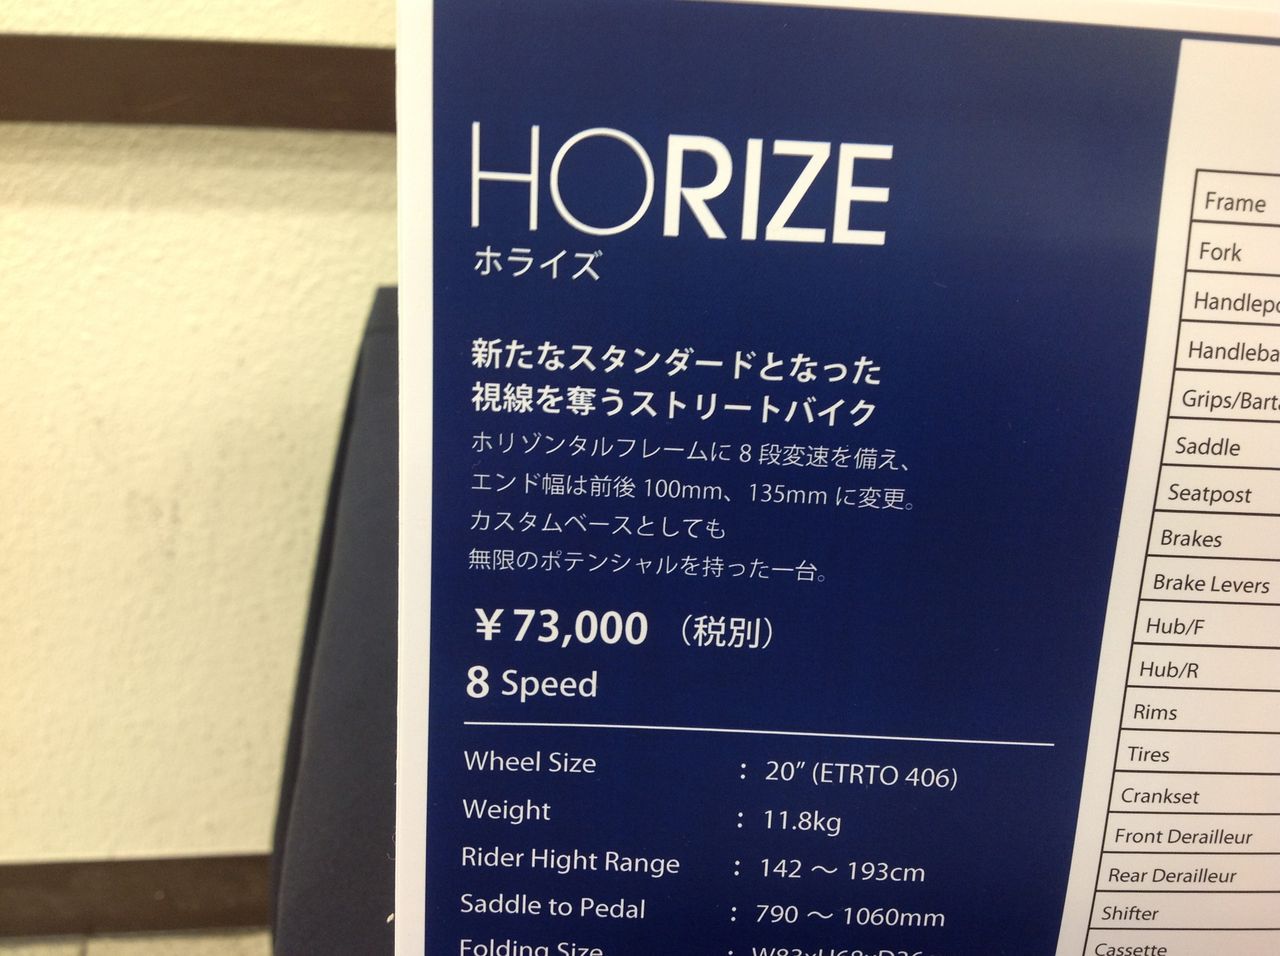 HORIZE
ホライズ
新たなスタンダードとなった
視線を奪うストリートバイク
ホリゾンタルフレームに 8 段変速を備え、
エンド幅は前後 100mm、135mm に変更。
カスタムベースとしても
無限のポテンシャルを持った一台。
¥73,000 （税別）
8 Speed
Wheel Size : 20” (ETRTO 406)
Weight : 11.8kg
Rider Hight Range : 142 ～ 193cm
Saddle to Pedal : 790 ～ 1060mm
Folding Size :
Frame
Fork
Saddle
Seatpost
Brakes
Brake Levers
Hub/F
Hub/R
Rims
Tires
Crankset
Front Derailleur
Rear Derailleur
Shifter
Cassette